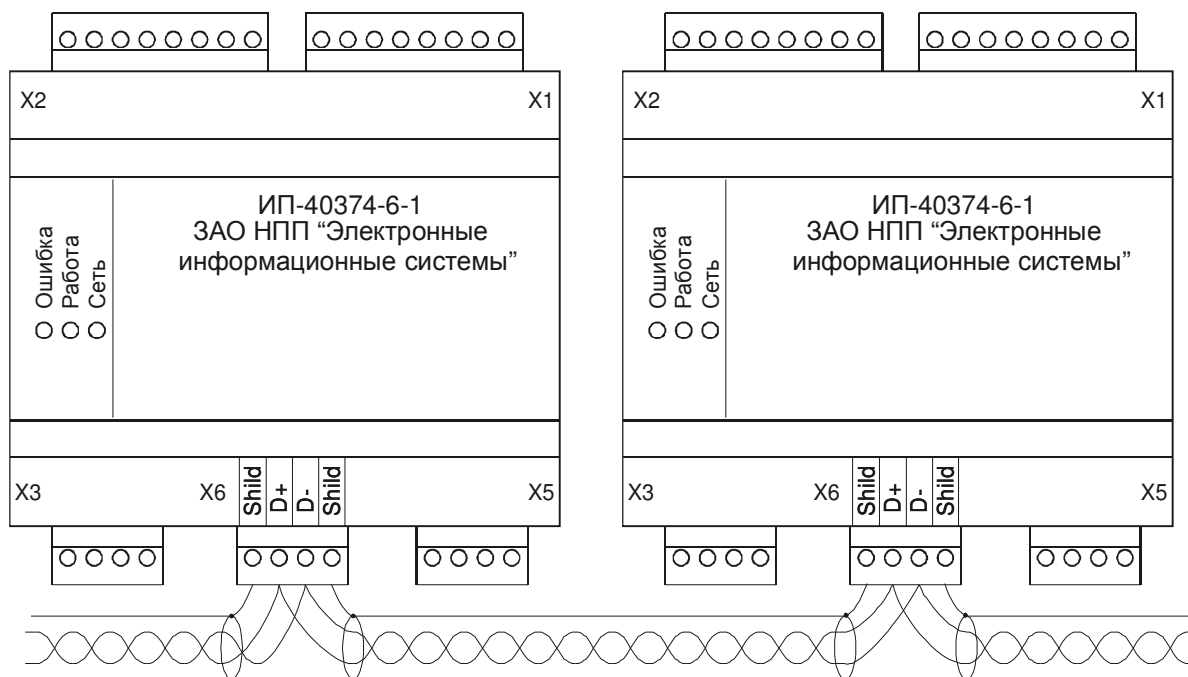 X2 X1
ИП-40374-6-1
ЗАО НПП “Электронные
информационные системы”
Ошибка
Работа
Сеть
X3 X6 Shild D+ D- Shild X5
X2 X1
ИП-40374-6-1
ЗАО НПП “Электронные
информационные системы”
Ошибка
Работа
Сеть
X3 X6 Shild D+ D- Shild X5